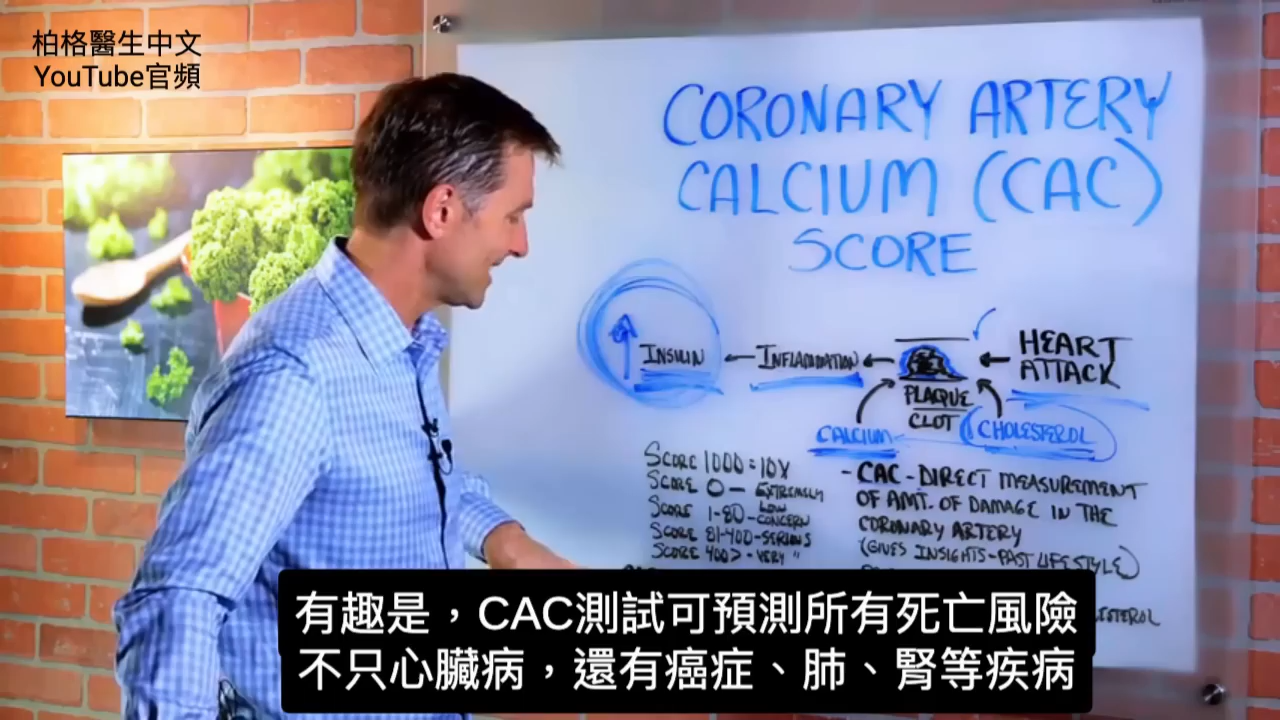 柏格醫生中文
YouTube官頻
CORONARY ARTERY
CALCIUM (CAC)
SCORE
↑ INSULIN ← INFLAMMATION ← ← HEART
ATTACK
PLAQUE
CLOT
CALCIUM
CHOLESTEROL
SCORE 1000 = 10X
SCORE 0 — EXTREMELY
LOW
SCORE 1-80 - CONCERN
SCORE 81-400 - SERIOUS
SCORE 400> - VERY "
- CAC - DIRECT MEASUREMENT
OF AMT. OF DAMAGE IN THE
CORONARY ARTERY
(GIVES INSIGHTS - PAST LIFESTYLE)
有趣是，CAC測試可預測所有死亡風險
不只心臟病，還有癌症、肺、腎等疾病